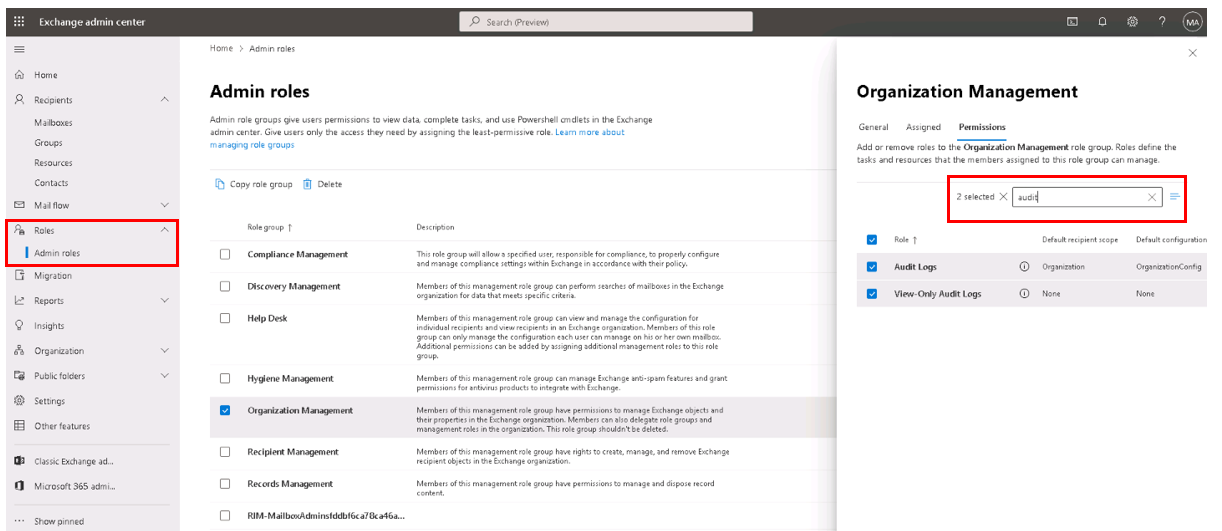 Exchange admin center
Search (Preview)
MA
Home
Recipients
Mailboxes
Groups
Resources
Contacts
Mail flow
Roles
Admin roles
Migration
Reports
Insights
Organization
Public folders
Settings
Other features
Classic Exchange ad...
Microsoft 365 admi...
Show pinned
Home > Admin roles
Admin roles
Admin role groups give users permissions to view data, complete tasks, and use Powershell cmdlets in the Exchange
admin center. Give users only the access they need by assigning the least-permissive role. Learn more about
managing role groups
Copy role group Delete
Role group ↑ Description
Compliance Management
This role group will allow a specified user, responsible for compliance, to properly configure
and manage compliance settings within Exchange in accordance with their policy.
Discovery Management
Members of this management role group can perform searches of mailboxes in the Exchange
organization for data that meets specific criteria.
Help Desk
Members of this management role group can view and manage the configuration for
individual recipients and view recipients in an Exchange organization. Members of this role
group can only manage the configuration each user can manage on his or her own mailbox.
Additional permissions can be added by assigning additional management roles to this role
group.
Hygiene Management
Members of this management role group can manage Exchange anti-spam features and grant
permissions for antivirus products to integrate with Exchange.
Organization Management
Members of this management role group have permissions to manage Exchange objects and
their properties in the Exchange organization. Members can also delegate role groups and
management roles in the organization. This role group shouldn't be deleted.
Recipient Management
Members of this management role group have rights to create, manage, and remove Exchange
recipient objects in the Exchange organization.
Records Management
Members of this management role group have permissions to manage and dispose record
content.
RIM-MailboxAdminsfddbf6ca78ca46a...
Organization Management
General Assigned Permissions
Add or remove roles to the Organization Management role group. Roles define the
tasks and resources that the members assigned to this role group can manage.
2 selected audit
Role ↑ Default recipient scope Default configuration
Audit Logs Organization OrganizationConfig
View-Only Audit Logs None None